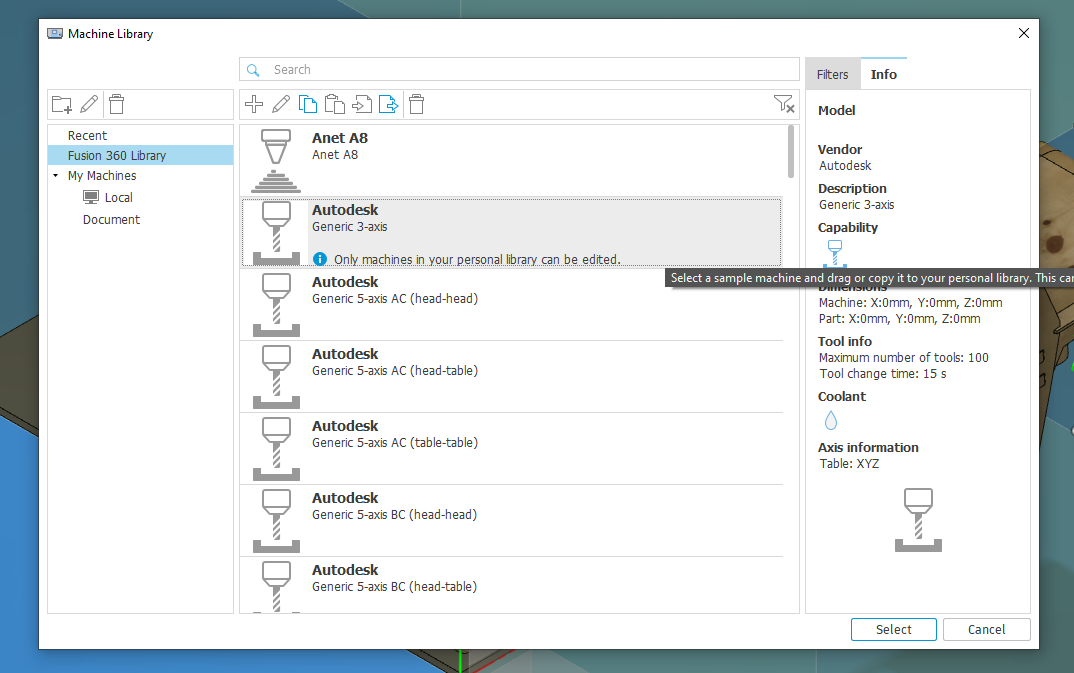 Machine Library
Search
Filters
Info
Recent
Fusion 360 Library
My Machines
Local
Document
Anet A8
Anet A8
Autodesk
Generic 3-axis
Only machines in your personal library can be edited.
Autodesk
Generic 5-axis AC (head-head)
Autodesk
Generic 5-axis AC (head-table)
Autodesk
Generic 5-axis AC (table-table)
Autodesk
Generic 5-axis BC (head-head)
Autodesk
Generic 5-axis BC (head-table)
Model
Vendor
Autodesk
Description
Generic 3-axis
Capability
Select a sample machine and drag or copy it to your personal library. This can
Dimensions
Machine: X:0mm, Y:0mm, Z:0mm
Part: X:0mm, Y:0mm, Z:0mm
Tool info
Maximum number of tools: 100
Tool change time: 15 s
Coolant
Axis information
Table: XYZ
Select
Cancel